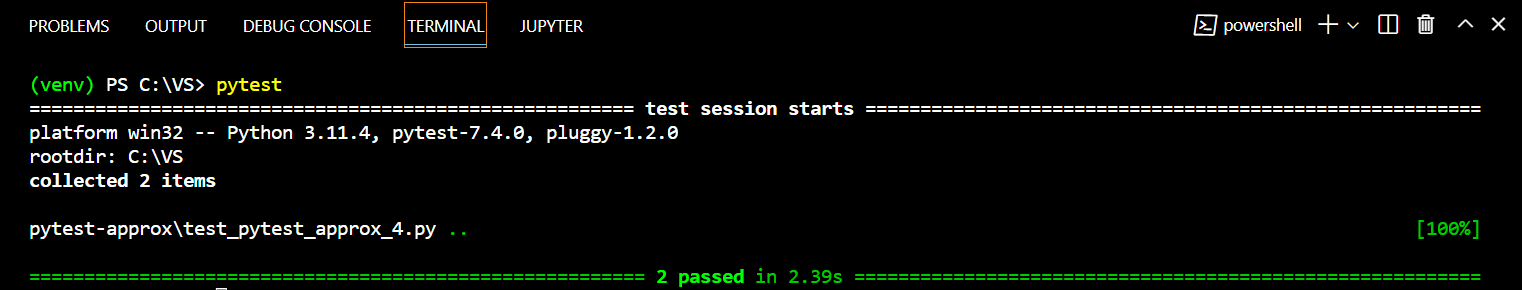 PROBLEMS OUTPUT DEBUG CONSOLE TERMINAL JUPYTER powershell
(venv) PS C:\VS> pytest
======================================================= test session starts ========================================================
platform win32 -- Python 3.11.4, pytest-7.4.0, pluggy-1.2.0
rootdir: C:\VS
collected 2 items
pytest-approx\test_pytest_approx_4.py .. [100%]
======================================================== 2 passed in 2.39s =========================================================